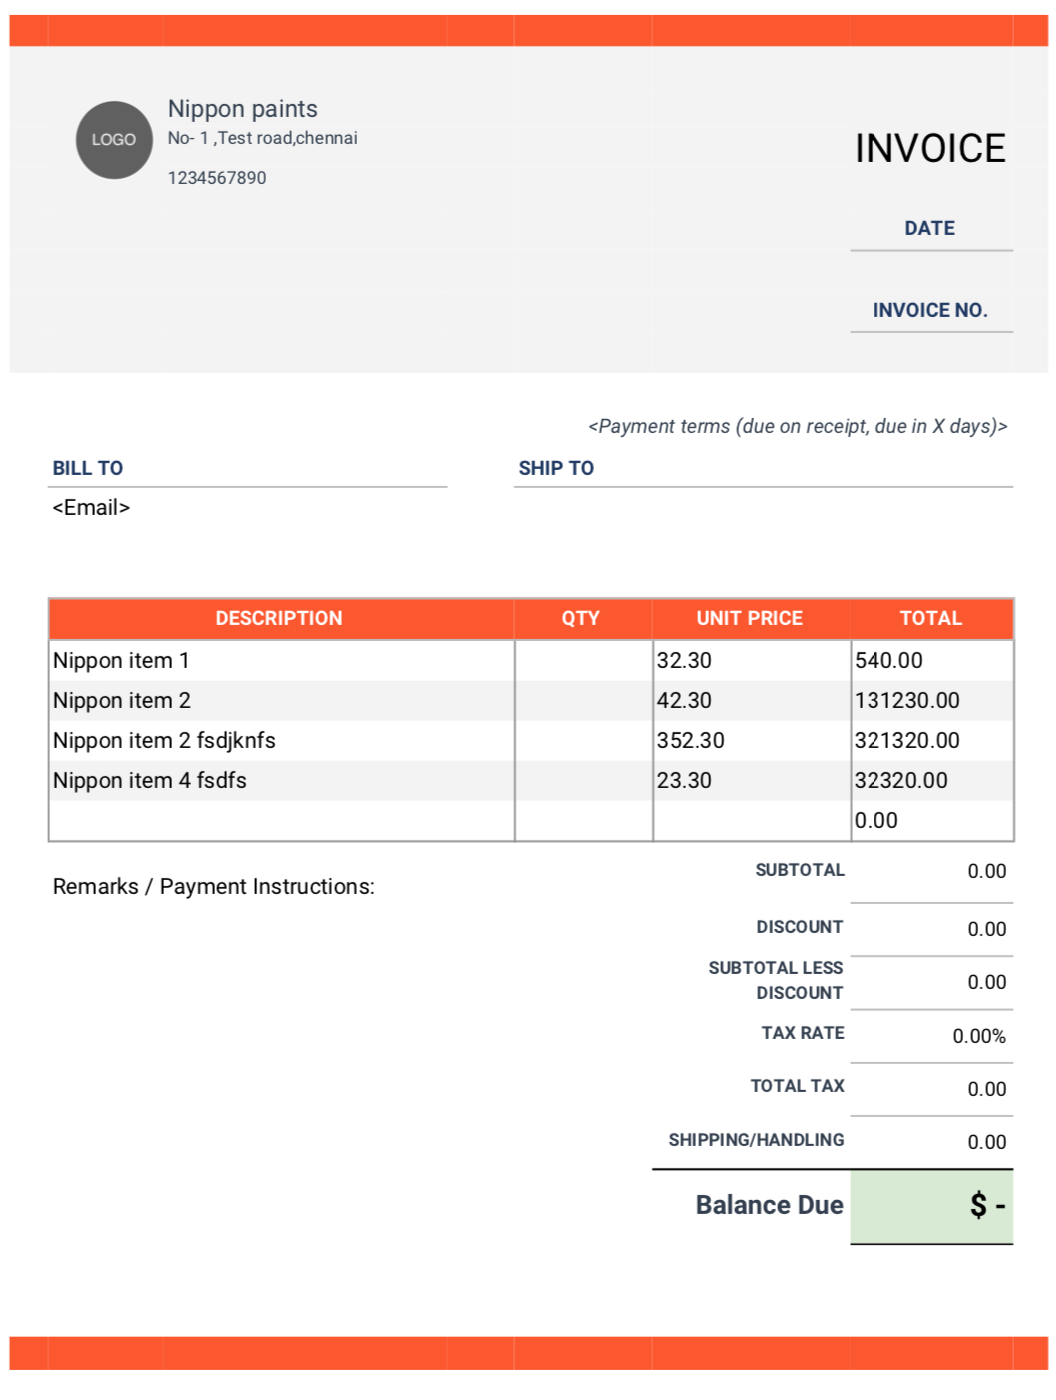 LOGO
Nippon paints
No- 1 ,Test road,chennai
1234567890
INVOICE
DATE
INVOICE NO.
<Payment terms (due on receipt, due in X days)>
BILL TO SHIP TO
<Email>
DESCRIPTION QTY UNIT PRICE TOTAL
Nippon item 1 32.30 540.00
Nippon item 2 42.30 131230.00
Nippon item 2 fsdjknfs 352.30 321320.00
Nippon item 4 fsdfs 23.30 32320.00
0.00
Remarks / Payment Instructions:
SUBTOTAL 0.00
DISCOUNT 0.00
SUBTOTAL LESS
DISCOUNT 0.00
TAX RATE 0.00%
TOTAL TAX 0.00
SHIPPING/HANDLING 0.00
Balance Due $ -